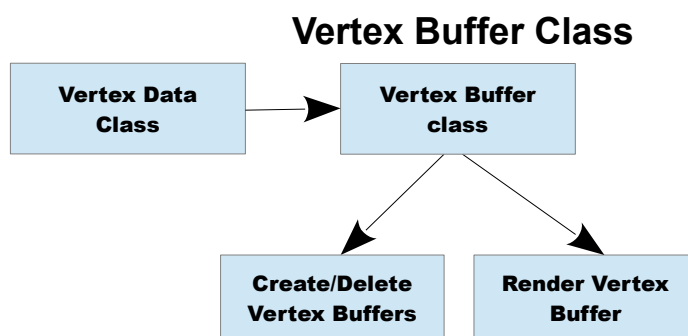 Vertex Buffer Class
Vertex Data
Class
Vertex Buffer
class
Create/Delete
Vertex Buffers
Render Vertex
Buffer